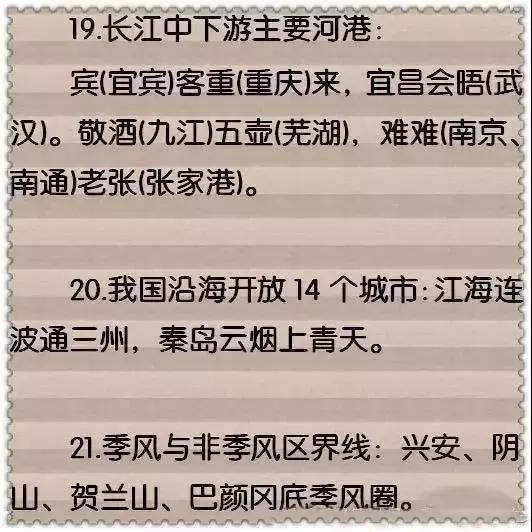 19.长江中下游主要河港：
宾(宜宾)客重(重庆)来，宜昌会晤(武
汉)。敬酒(九江)五壶(芜湖)，难难(南京、
南通)老张(张家港)。
20.我国沿海开放14个城市：江海连
波通三州，秦岛云烟上青天。
21.季风与非季风区界线：兴安、阴
山、贺兰山、巴颜冈底季风圈。